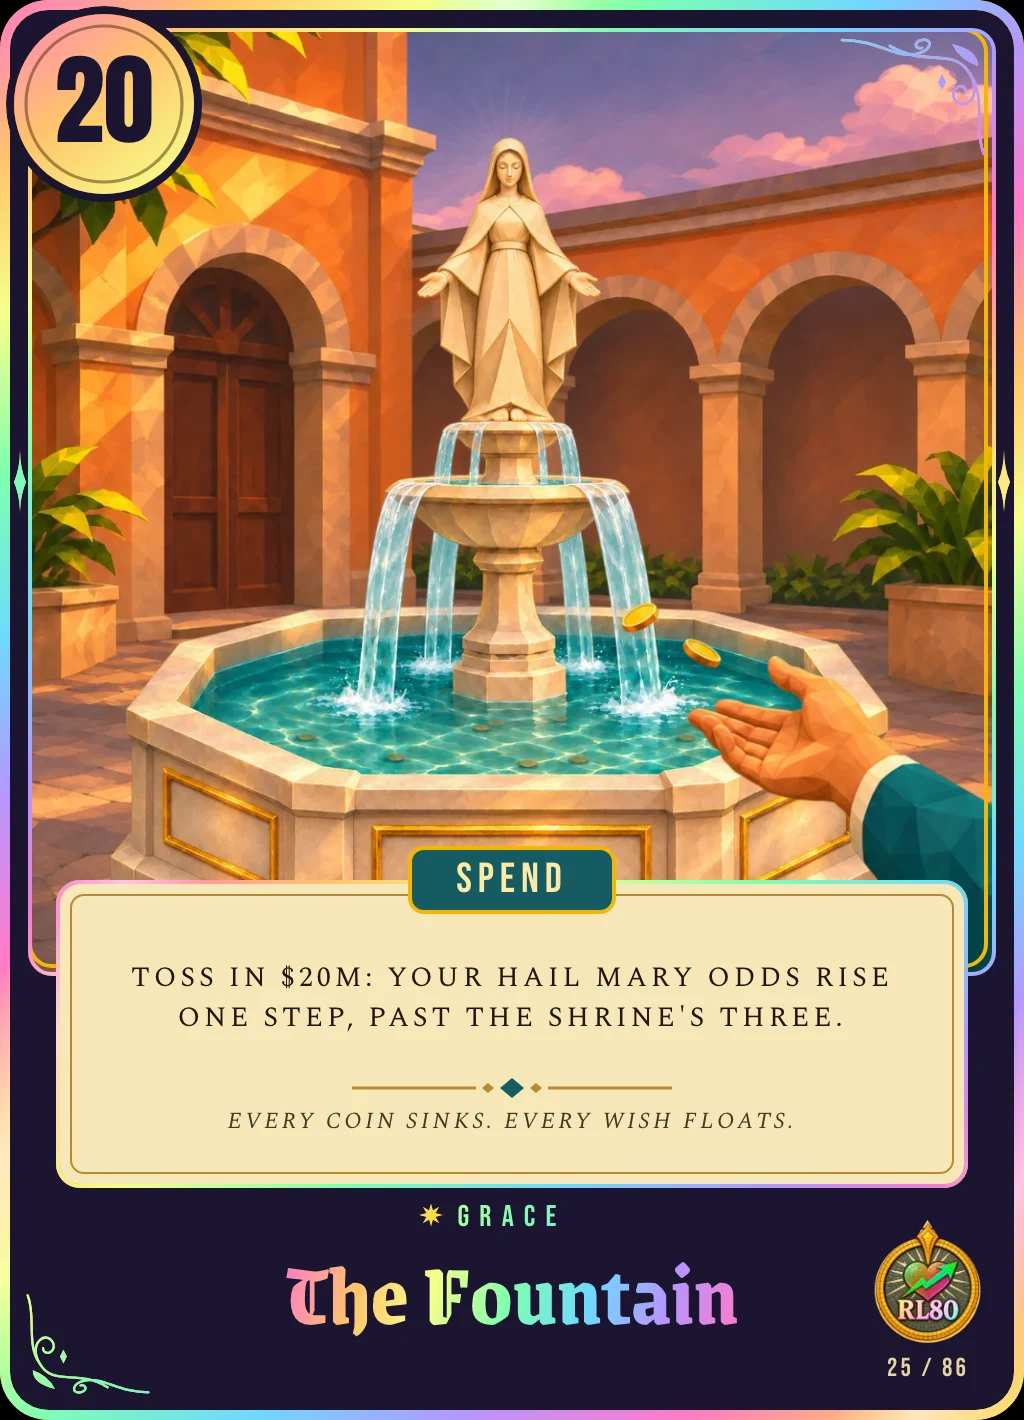 20
SPEND
TOSS IN $20M: YOUR HAIL MARY ODDS RISE
ONE STEP, PAST THE SHRINE'S THREE.
EVERY COIN SINKS. EVERY WISH FLOATS.
GRACE
The Fountain
RL80
25 / 86